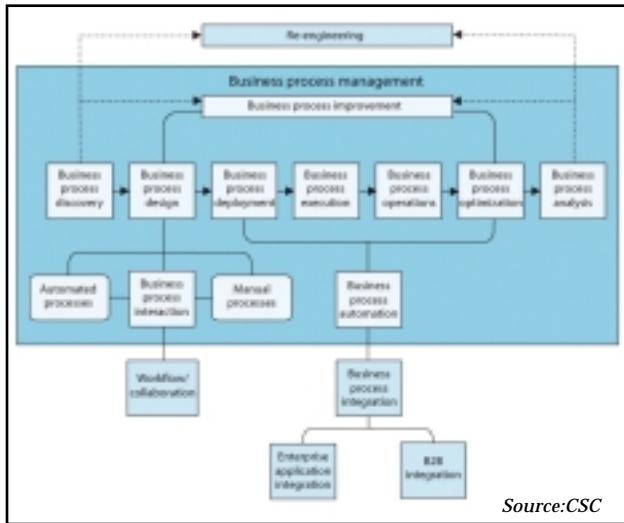 Re-engineering
Business process management
Business process improvement
Business
process
discovery
Business
process
design
Business
process
deployment
Business
process
execution
Business
process
operations
Business
process
optimization
Business
process
analysis
Automated
processes
Business
process
interaction
Manual
processes
Business
process
automation
Workflow/
collaboration
Business
process
integration
Enterprise
application
integration
B2B
integration
Source:CSC